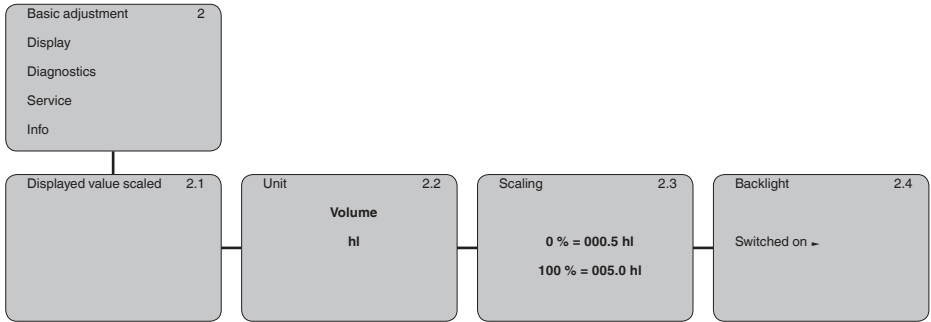 Basic adjustment 2
Display
Diagnostics
Service
Info
Displayed value scaled 2.1
Unit 2.2
Volume
hl
Scaling 2.3
0 % = 000.5 hl
100 % = 005.0 hl
Backlight 2.4
Switched on ►